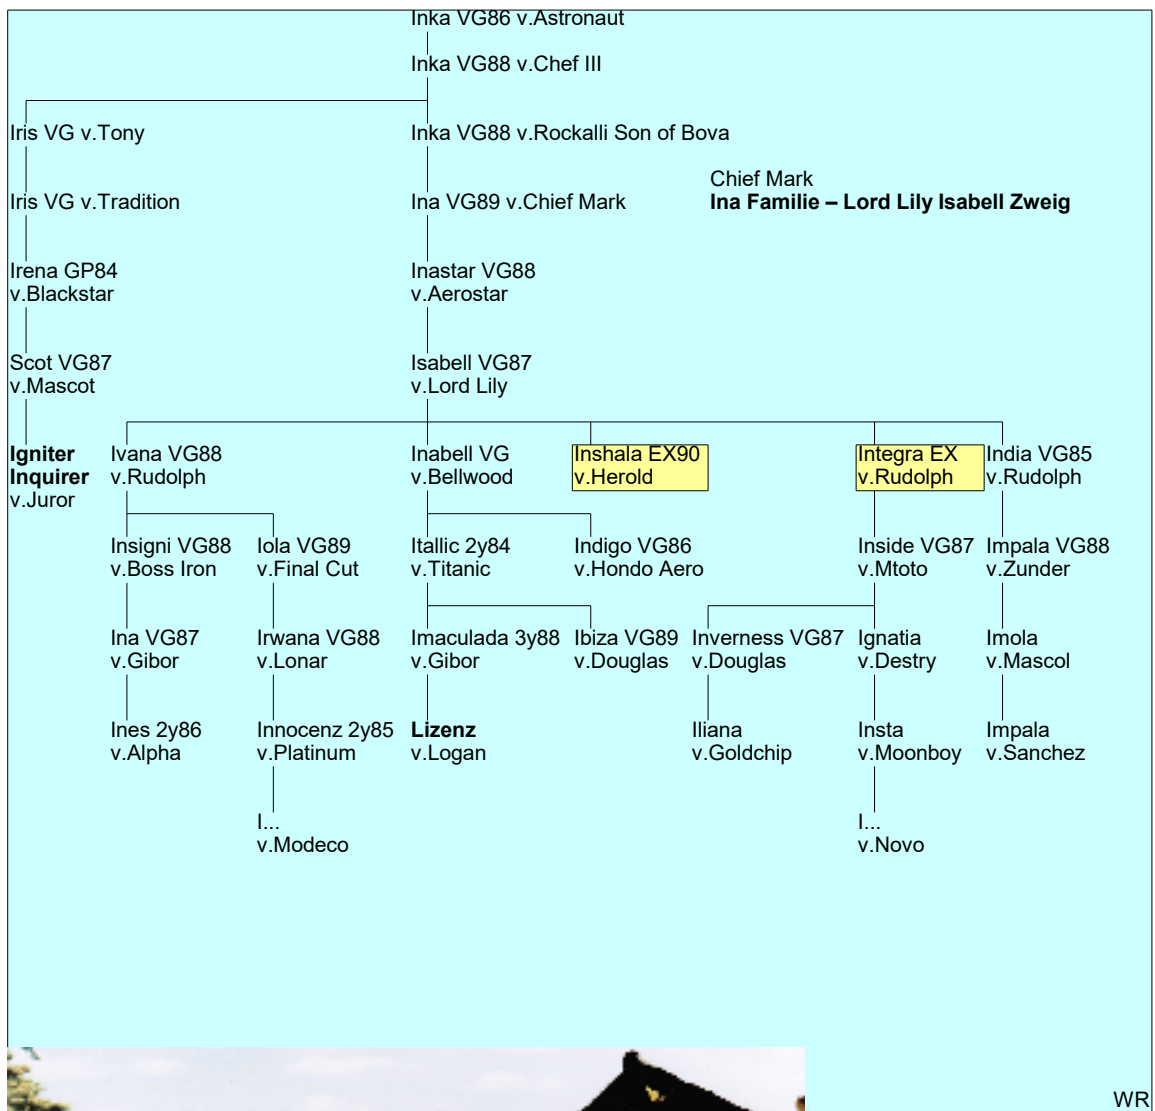 Inka VG86 v.Astronaut
Inka VG88 v.Chef III
Iris VG v.Tony
Inka VG88 v.Rockalli Son of Bova
Chief Mark
Iris VG v.Tradition
Ina VG89 v.Chief Mark
Ina Familie – Lord Lily Isabell Zweig
Irena GP84
v.Blackstar
Inastar VG88
v.Aerostar
Scot VG87
v.Mascot
Isabell VG87
v.Lord Lily
Igniter
Inquirer
v.Juror
Ivana VG88
v.Rudolph
Inabell VG
v.Bellwood
Inshala EX90
v.Herold
Integra EX
v.Rudolph
India VG85
v.Rudolph
Insigni VG88
v.Boss Iron
Iola VG89
v.Final Cut
Itallic 2y84
v.Titanic
Indigo VG86
v.Hondo Aero
Inside VG87
v.Mtoto
Impala VG88
v.Zunder
Ina VG87
v.Gibor
Irwana VG88
v.Lonar
Imaculada 3y88
v.Gibor
Ibiza VG89
v.Douglas
Inverness VG87
v.Douglas
Ignatia
v.Destry
Imola
v.Mascol
Ines 2y86
v.Alpha
Innocenz 2y85
v.Platinum
Lizenz
v.Logan
Iliana
v.Goldchip
Insta
v.Moonboy
Impala
v.Sanchez
I...
v.Modeco
I...
v.Novo
WR